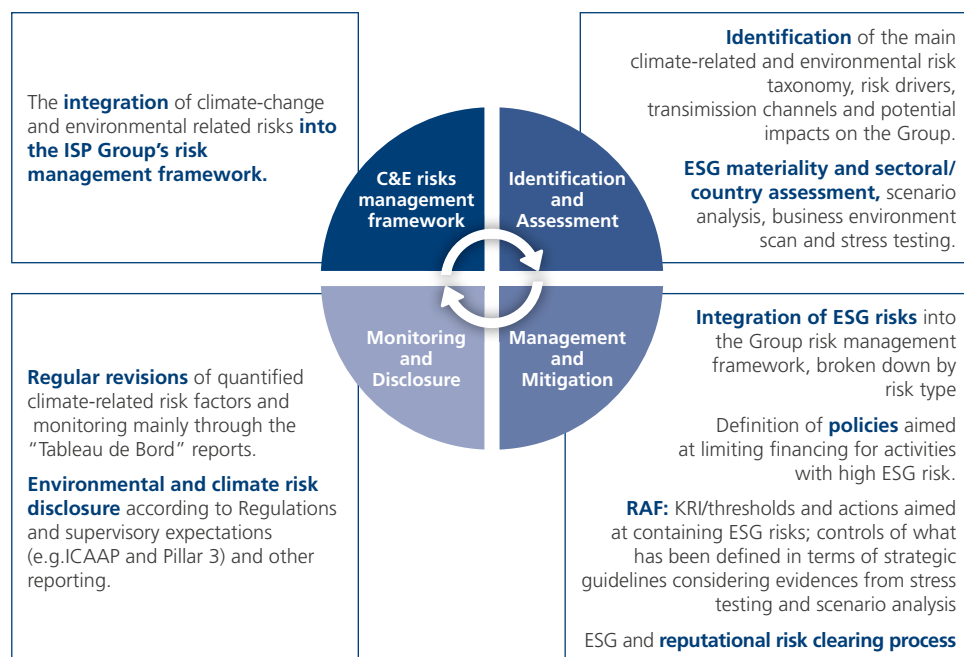 The integration of climate-change
and environmental related risks into
the ISP Group's risk
management framework.
C&E risks
management
framework
Identification
and
Assessment
Identification of the main
climate-related and environmental risk
taxonomy, risk drivers,
transimission channels and potential
impacts on the Group.
ESG materiality and sectoral/
country assessment, scenario
analysis, business environment
scan and stress testing.
Regular revisions of quantified
climate-related risk factors and
monitoring mainly through the
“Tableau de Bord” reports.
Environmental and climate risk
disclosure according to Regulations
and supervisory expectations
(e.g.ICAAP and Pillar 3) and other
reporting.
Monitoring
and
Disclosure
Management
and
Mitigation
Integration of ESG risks into
the Group risk management
framework, broken down by
risk type
Definition of policies aimed
at limiting financing for activities
with high ESG risk.
RAF: KRI/thresholds and actions aimed
at containing ESG risks; controls of what
has been defined in terms of strategic
guidelines considering evidences from stress
testing and scenario analysis
ESG and reputational risk clearing process